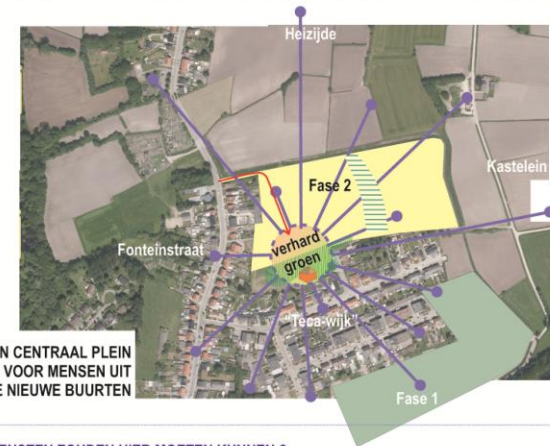 Heizijde
Kastelein
Fase 2
verhard
groen
Fonteinstraat
"Teca-wijk"
N CENTRAAL PLEIN
VOOR MENSEN UIT
E NIEUWE BUURTEN
Fase 1